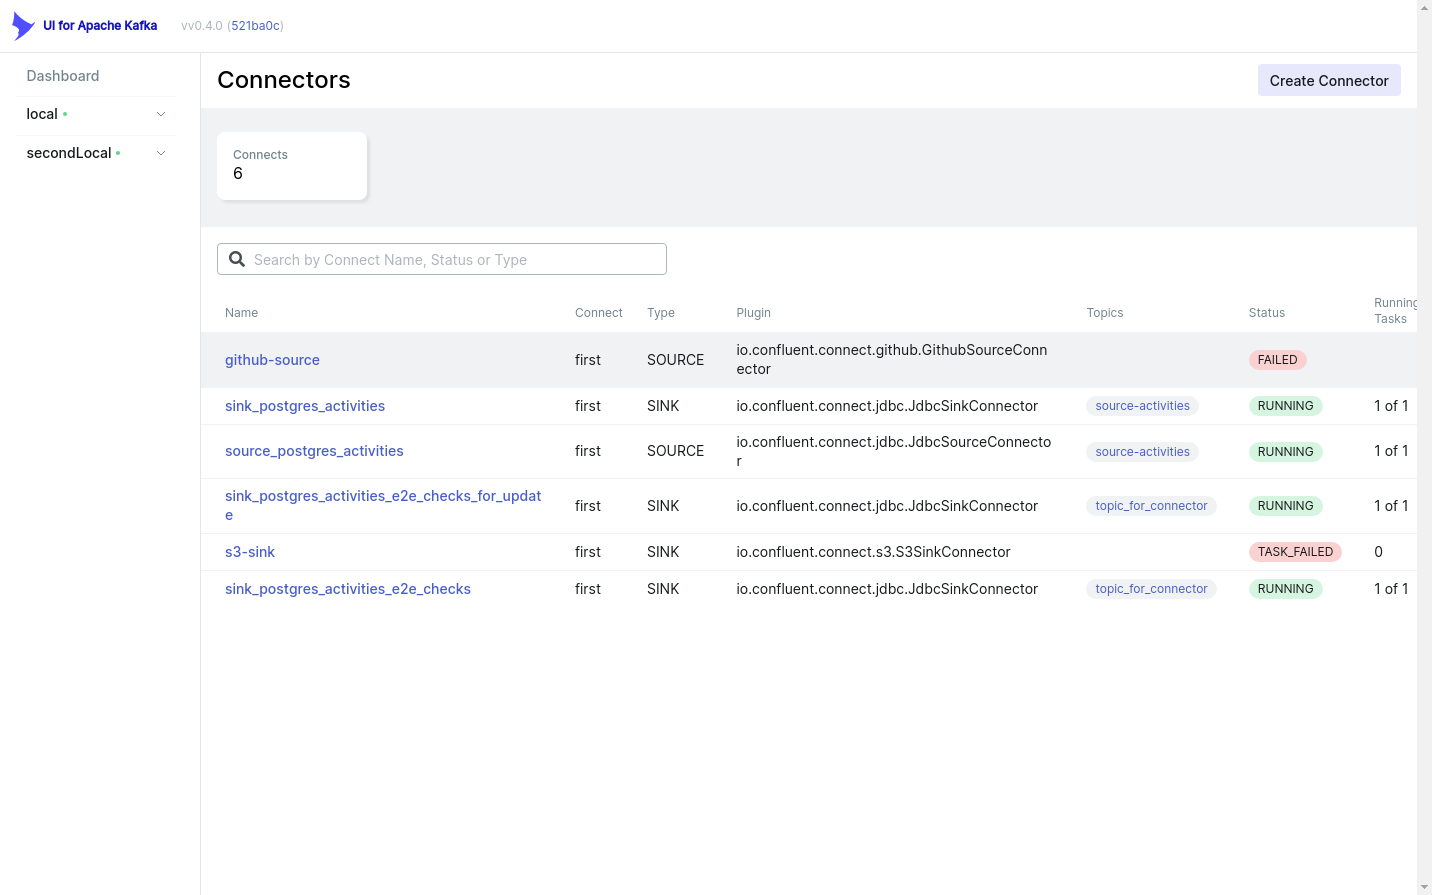 UI for Apache Kafka vv0.4.0 (521ba0c)
Dashboard
local
secondLocal
Connectors
Create Connector
Connects
6
Search by Connect Name, Status or Type
Name Connect Type Plugin Topics Status Running
Tasks
github-source first SOURCE io.confluent.connect.github.GithubSourceConn
ector FAILED
sink_postgres_activities first SINK io.confluent.connect.jdbc.JdbcSinkConnector source-activities RUNNING 1 of 1
source_postgres_activities first SOURCE io.confluent.connect.jdbc.JdbcSourceConnecto
r source-activities RUNNING 1 of 1
sink_postgres_activities_e2e_checks_for_updat
e first SINK io.confluent.connect.jdbc.JdbcSinkConnector topic_for_connector RUNNING 1 of 1
s3-sink first SINK io.confluent.connect.s3.S3SinkConnector TASK_FAILED 0
sink_postgres_activities_e2e_checks first SINK io.confluent.connect.jdbc.JdbcSinkConnector topic_for_connector RUNNING 1 of 1